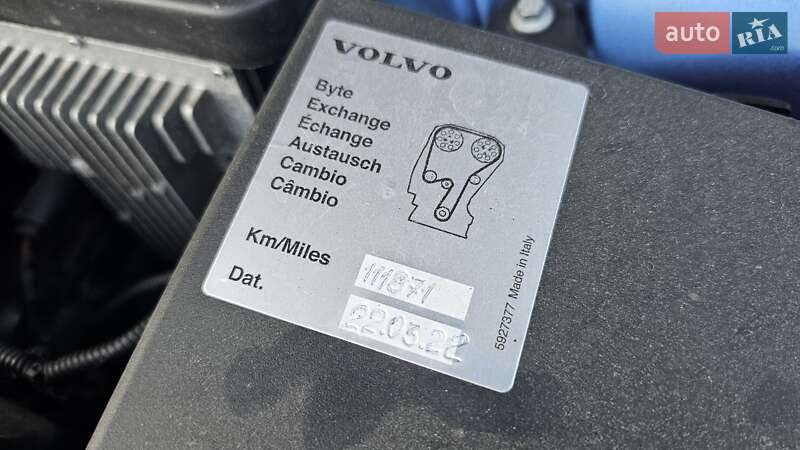 VOLVO
Byte
Exchange
Échange
Austausch
Cambio
Câmbio
Km/Miles 111871
Dat. 22.03.22
5927377 Made in Italy
auto RIA.com